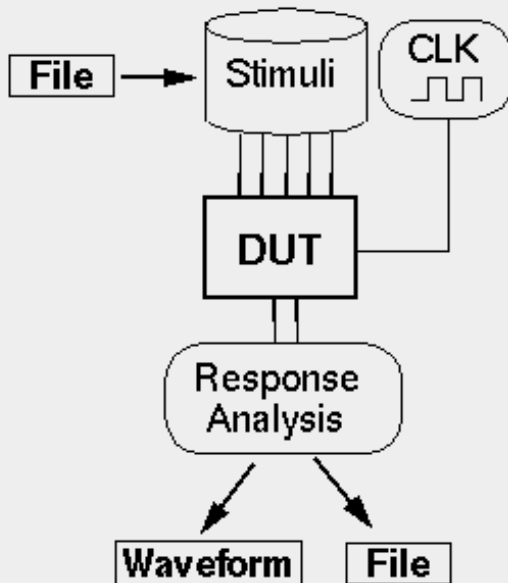 File
Stimuli
CLK
DUT
Response
Analysis
Waveform
File